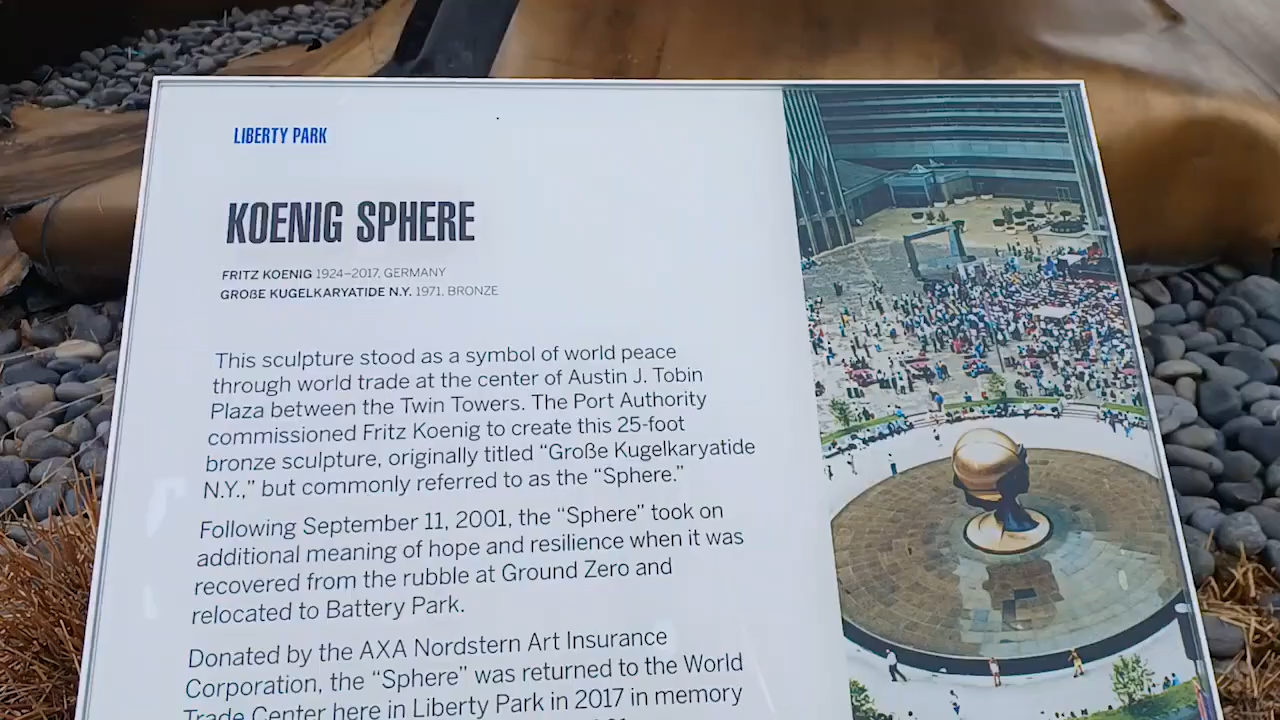 LIBERTY PARK
KOENIG SPHERE
FRITZ KOENIG 1924–2017, GERMANY
GROßE KUGELKARYATIDE N.Y. 1971, BRONZE
This sculpture stood as a symbol of world peace
through world trade at the center of Austin J. Tobin
Plaza between the Twin Towers. The Port Authority
commissioned Fritz Koenig to create this 25-foot
bronze sculpture, originally titled “Große Kugelkaryatide
N.Y.,” but commonly referred to as the “Sphere.”
Following September 11, 2001, the “Sphere” took on
additional meaning of hope and resilience when it was
recovered from the rubble at Ground Zero and
relocated to Battery Park.
Donated by the AXA Nordstern Art Insurance
Corporation, the “Sphere” was returned to the World
Trade Center here in Liberty Park in 2017 in memory